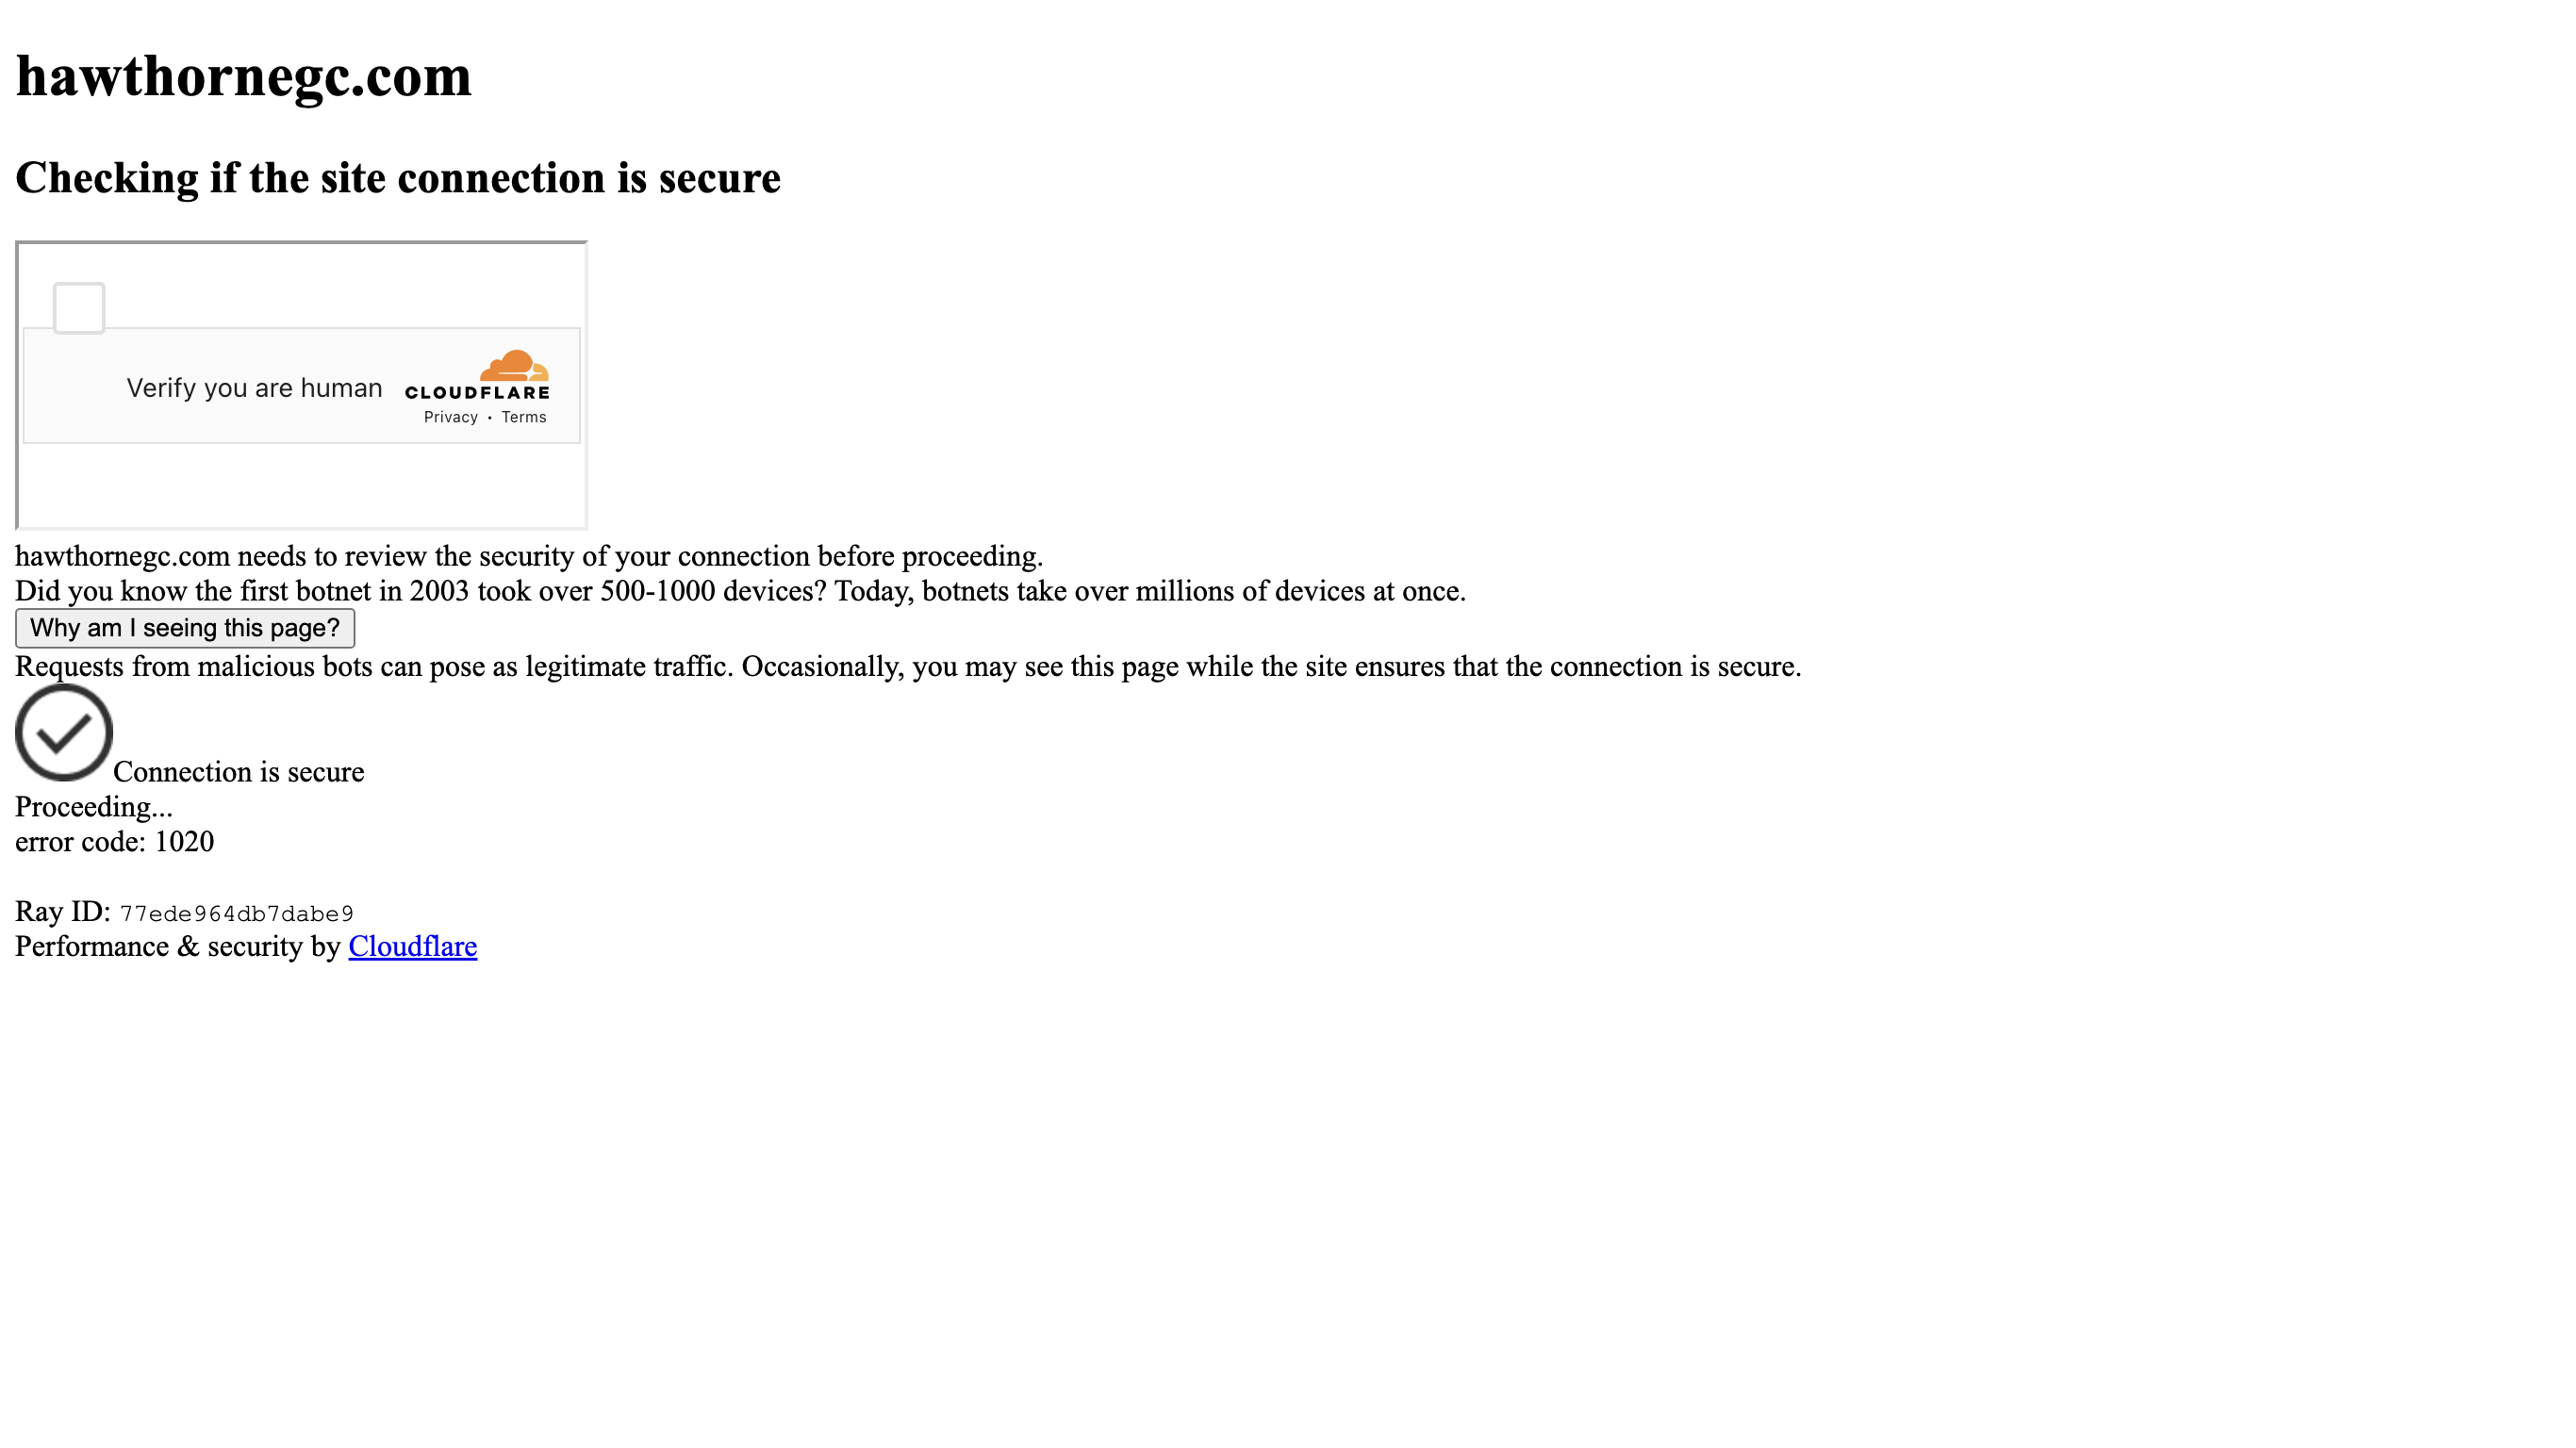 hawthornegc.com
Checking if the site connection is secure
Verify you are human
CLOUDFLARE
Privacy • Terms
hawthornegc.com needs to review the security of your connection before proceeding.
Did you know the first botnet in 2003 took over 500-1000 devices? Today, botnets take over millions of devices at once.
Why am I seeing this page?
Requests from malicious bots can pose as legitimate traffic. Occasionally, you may see this page while the site ensures that the connection is secure.
Connection is secure
Proceeding...
error code: 1020
Ray ID: 77ede964db7dabe9
Performance & security by Cloudflare